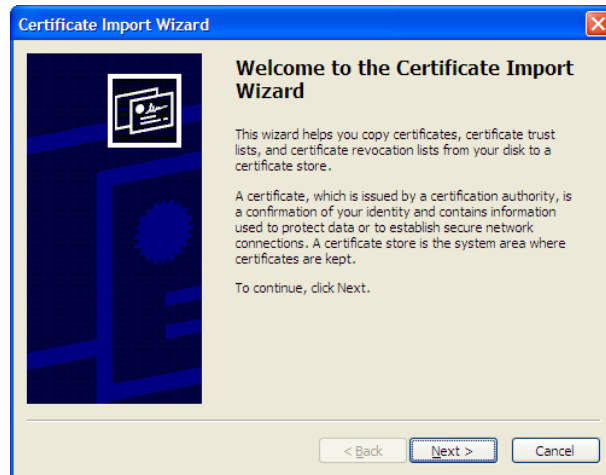 Certificate Import Wizard
Welcome to the Certificate Import
Wizard
This wizard helps you copy certificates, certificate trust
lists, and certificate revocation lists from your disk to a
certificate store.
A certificate, which is issued by a certification authority, is
a confirmation of your identity and contains information
used to protect data or to establish secure network
connections. A certificate store is the system area where
certificates are kept.
To continue, click Next.
< Back Next > Cancel